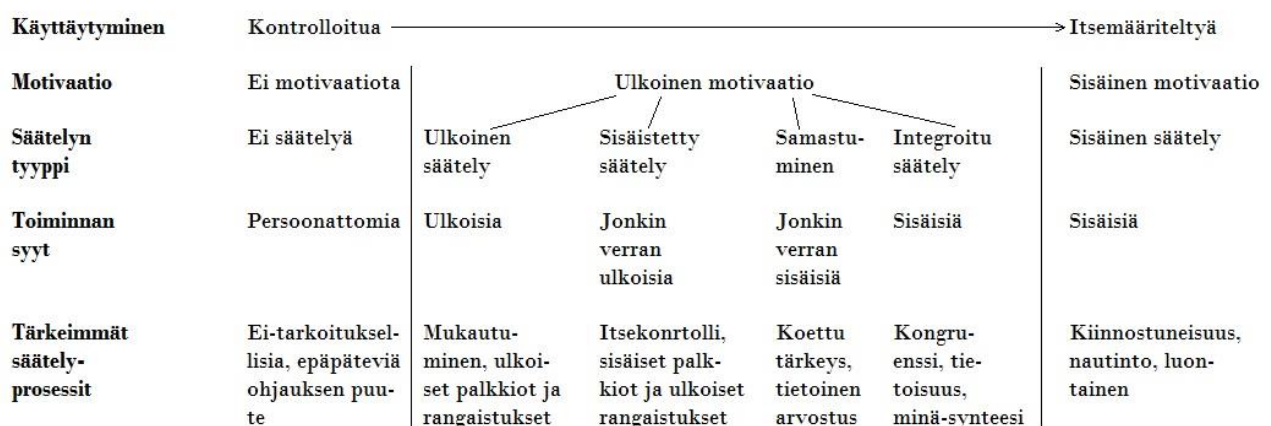 Käyttäytyminen Kontrolloitua Itsemääriteltyä
Motivaatio Ei motivaatiota Ulkoinen motivaatio Sisäinen motivaatio
Säätelyn Ei säätelyä Ulkoinen Sisäistetty Samastu- Integroitu Sisäinen säätely
tyyppi säätely säätely minen säätely
Toiminnan Persoonattomia Ulkoisia Jonkin Jonkin Sisäisiä Sisäisiä
syyt verran verran
ulkoisia sisäisiä
Tärkeimmät Ei-tarkoituksel- Mukautu- Itsekonrtolli, Koettu Kongru- Kiinnostuneisuus,
säätely- lisia, epäpäteviä minen, ulkoi- sisäiset palk- tärkeys, enssi, tie- nautinto, luon-
prosessit ohjauksen puu- set palkkiot ja kiot ja ulkoiset tietoinen toisuus, tainen
te rangaistukset rangaistukset arvostus minä-synteesi